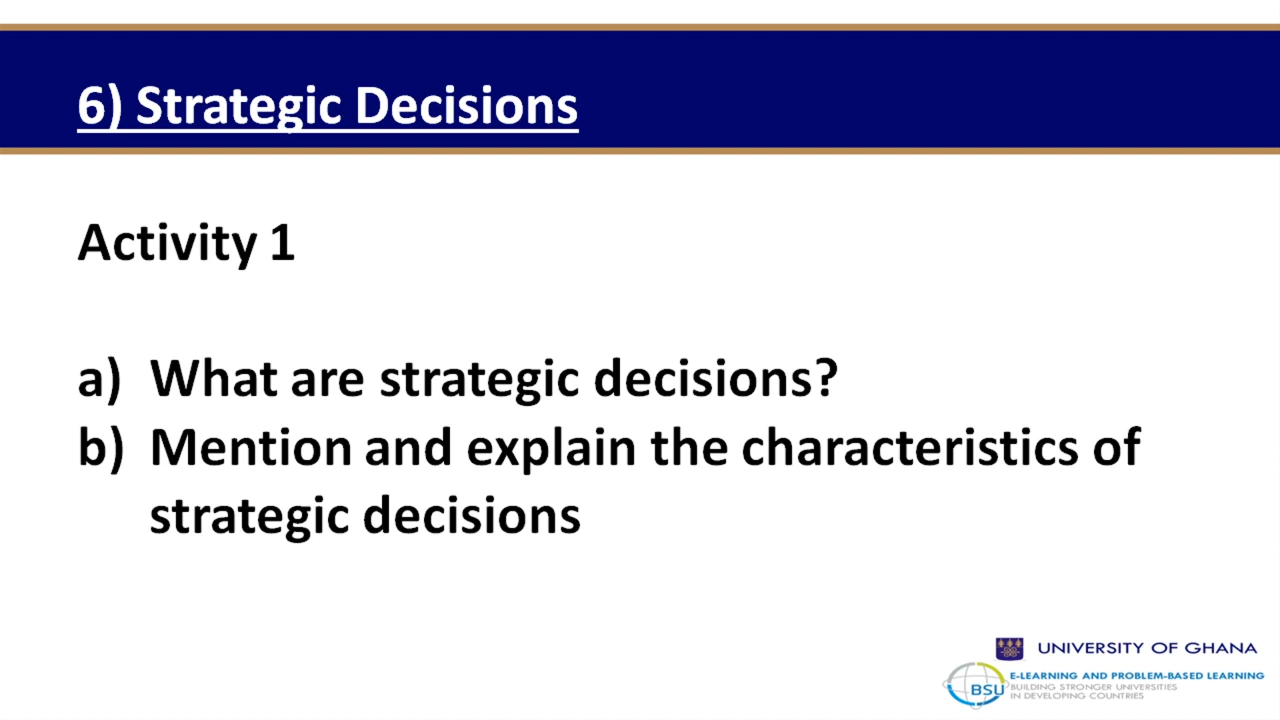 6) Strategic Decisions
Activity 1
a) What are strategic decisions?
b) Mention and explain the characteristics of
strategic decisions
UNIVERSITY OF GHANA
BSU
E-LEARNING AND PROBLEM-BASED LEARNING
BUILDING STRONGER UNIVERSITIES
IN DEVELOPING COUNTRIES